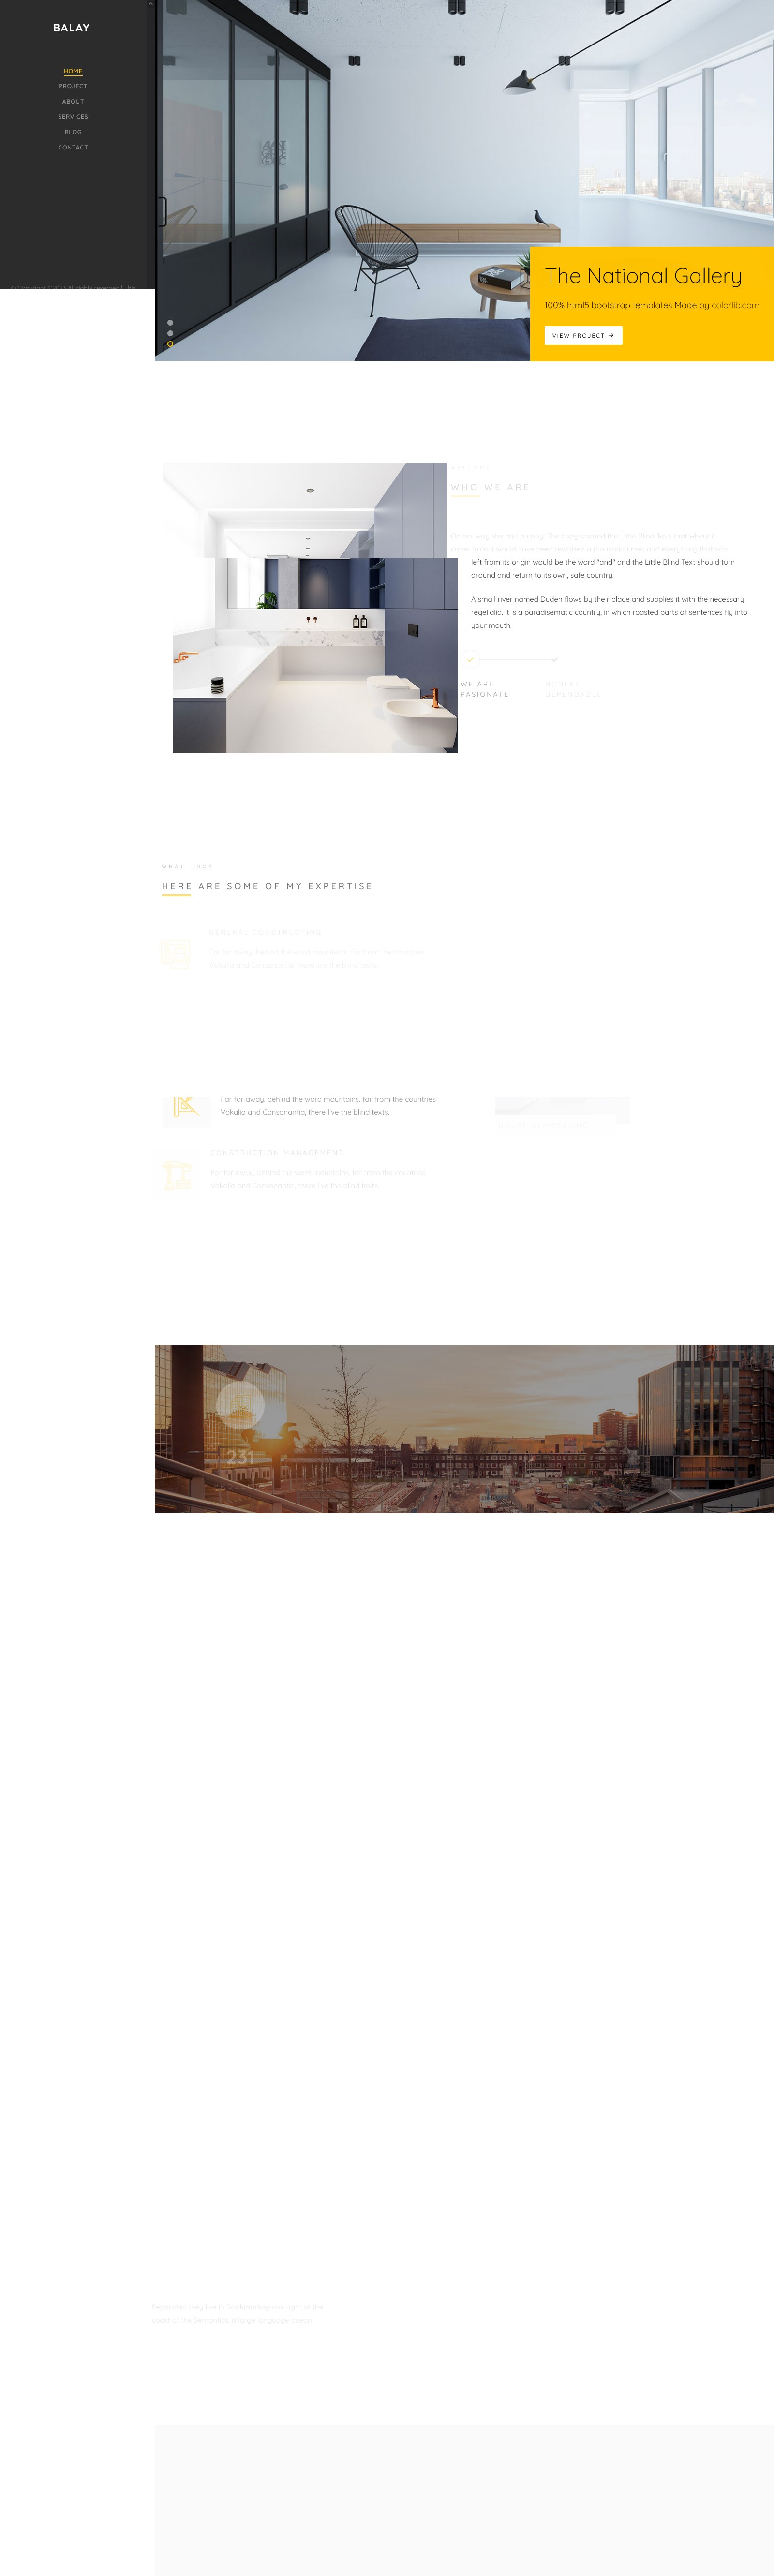 BALAY
HOME
PROJECT
ABOUT
SERVICES
BLOG
CONTACT
The National Gallery
100% html5 bootstrap templates Made by colorlib.com
VIEW PROJECT →
WELCOME
WHO WE ARE
On her way she met a copy. The copy warned the Little Blind Text, that where it
came from it would have been rewritten a thousand times and everything that was
left from its origin would be the word "and" and the Little Blind Text should turn
around and return to its own, safe country.
A small river named Duden flows by their place and supplies it with the necessary
regelialia. It is a paradisematic country, in which roasted parts of sentences fly into
your mouth.
WE ARE
PASIONATE
HONEST
DEPENDABLE
WHAT I DO?
HERE ARE SOME OF MY EXPERTISE
GENERAL CONSTRUCTING
Far far away, behind the word mountains, far from the countries
Vokalia and Consonantia, there live the blind texts.
Far far away, behind the word mountains, far from the countries
Vokalia and Consonantia, there live the blind texts.
CONSTRUCTION MANAGEMENT
Far far away, behind the word mountains, far from the countries
Vokalia and Consonantia, there live the blind texts.
231
Separated they live in Bookmarksgrove right at the
coast of the Semantics, a large language ocean.